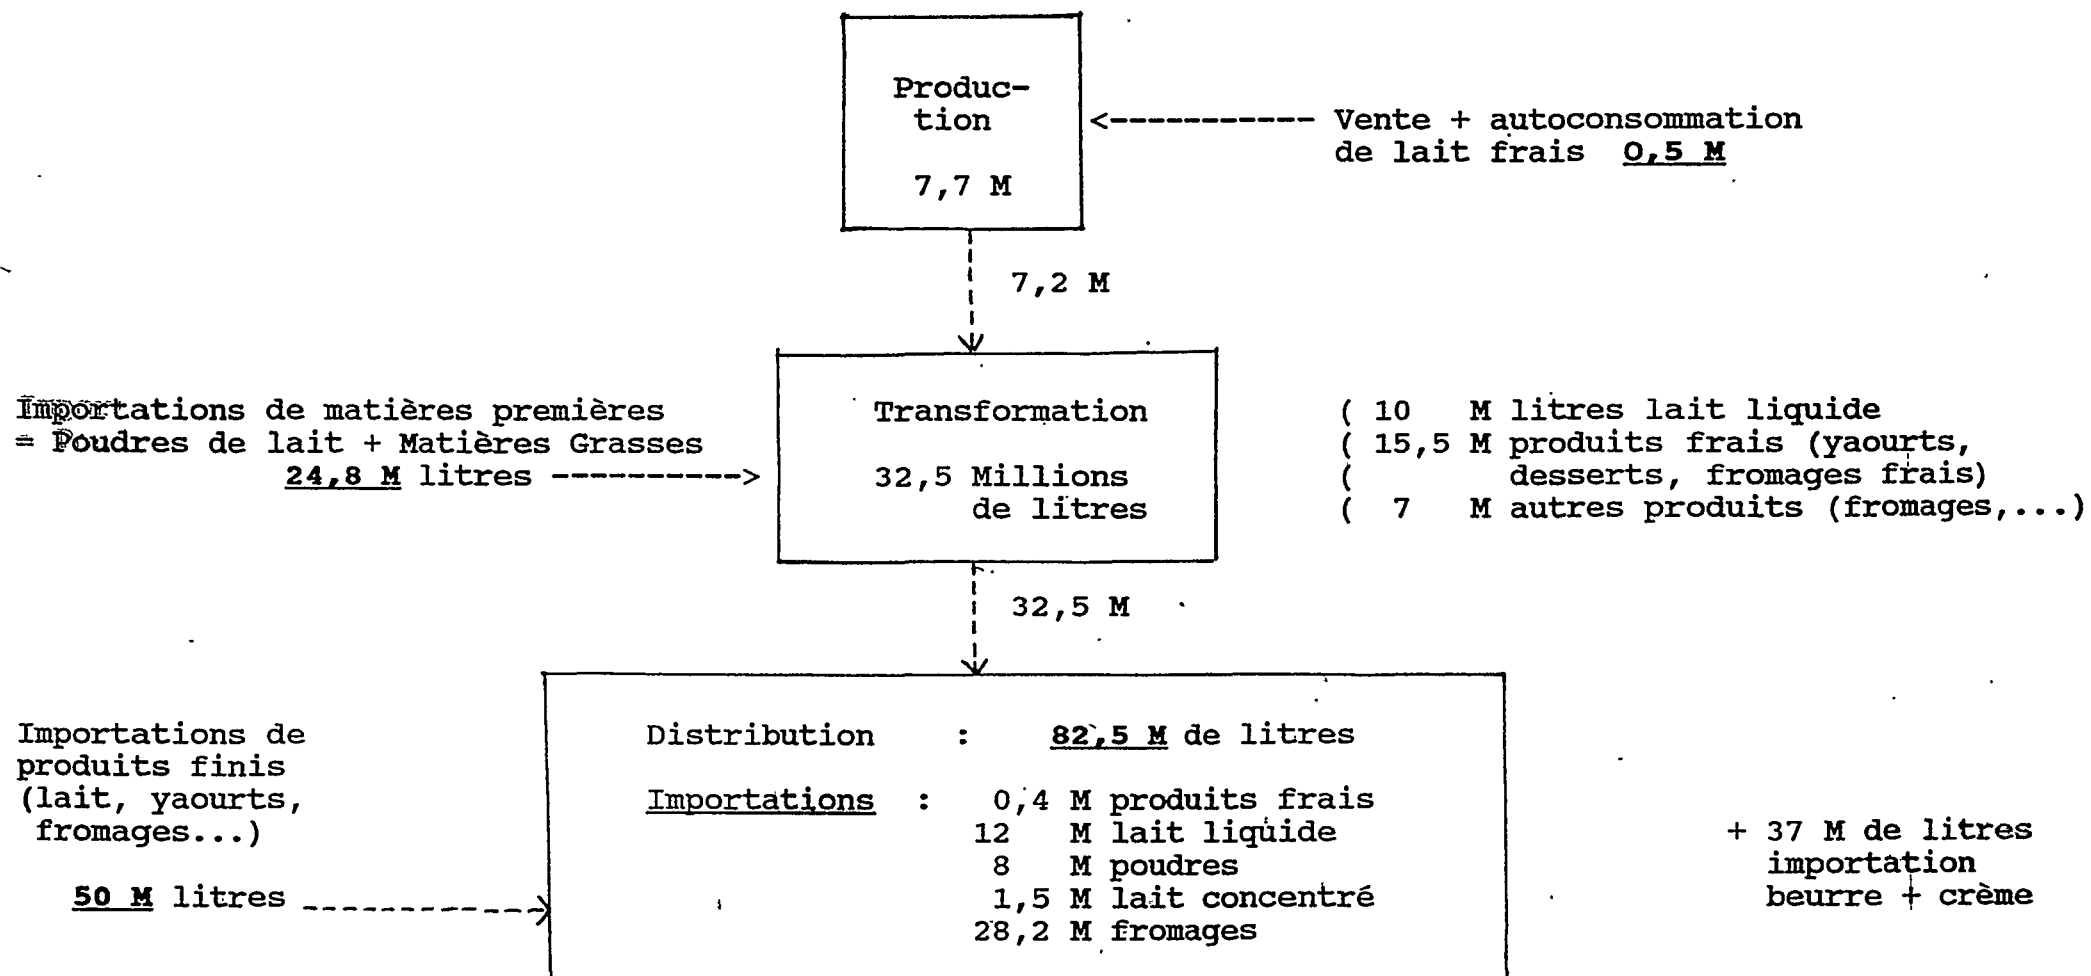 Produc-
tion
7,7 M
<----------- Vente + autoconsommation
de lait frais 0,5 M
7,2 M
Importations de matières premières
= Poudres de lait + Matières Grasses
24,8 M litres ---------->
Transformation
32,5 Millions
de litres
( 10 M litres lait liquide
( 15,5 M produits frais (yaourts,
( desserts, fromages frais)
( 7 M autres produits (fromages,...)
32,5 M
Importations de
produits finis
(lait, yaourts,
fromages...)
50 M litres
Distribution : 82,5 M de litres
Importations : 0,4 M produits frais
12 M lait liquide
8 M poudres
1,5 M lait concentré
28,2 M fromages
+ 37 M de litres
importation
beurre + crème